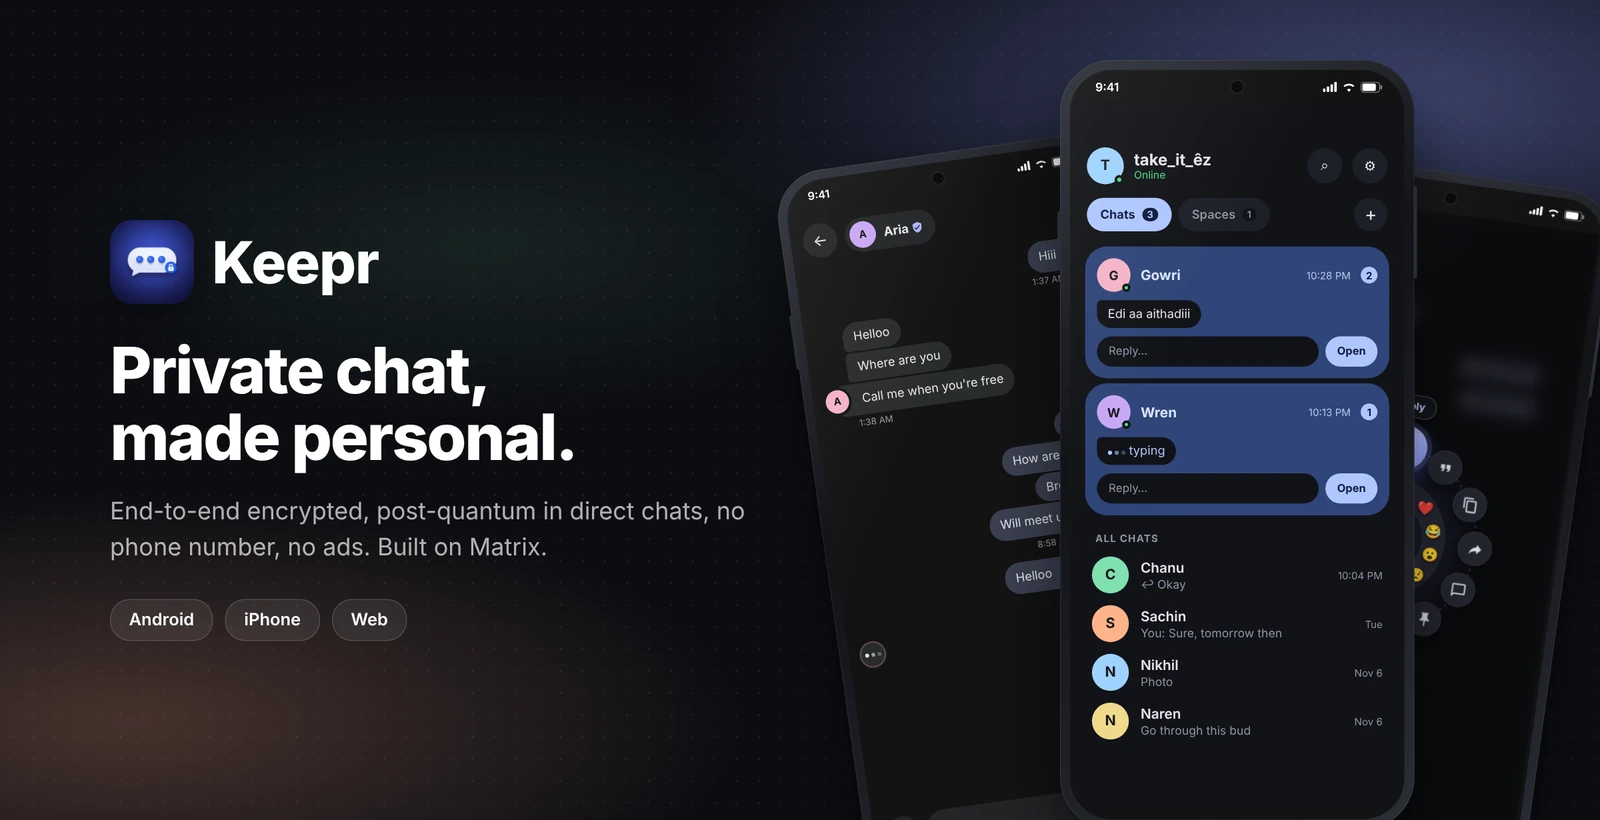 Keepr
Private chat,
made personal.
End-to-end encrypted, post-quantum in direct chats, no
phone number, no ads. Built on Matrix.
Android
iPhone
Web
9:41
A
Aria
Hiii
Helloo
Where are you
A
Call me when you're free
1:38 AM
How are
Will meet
8:58
Helloo
9:41
T
take_it_êz
Online
Chats 3
Spaces 1
+
G
Gowri
10:28 PM
2
Edi aa aithadiii
Reply...
Open
W
Wren
10:13 PM
1
typing
Reply...
Open
ALL CHATS
C
Chanu
10:04 PM
Okay
S
Sachin
Tue
You: Sure, tomorrow then
N
Nikhil
Nov 6
Photo
N
Naren
Nov 6
Go through this bud